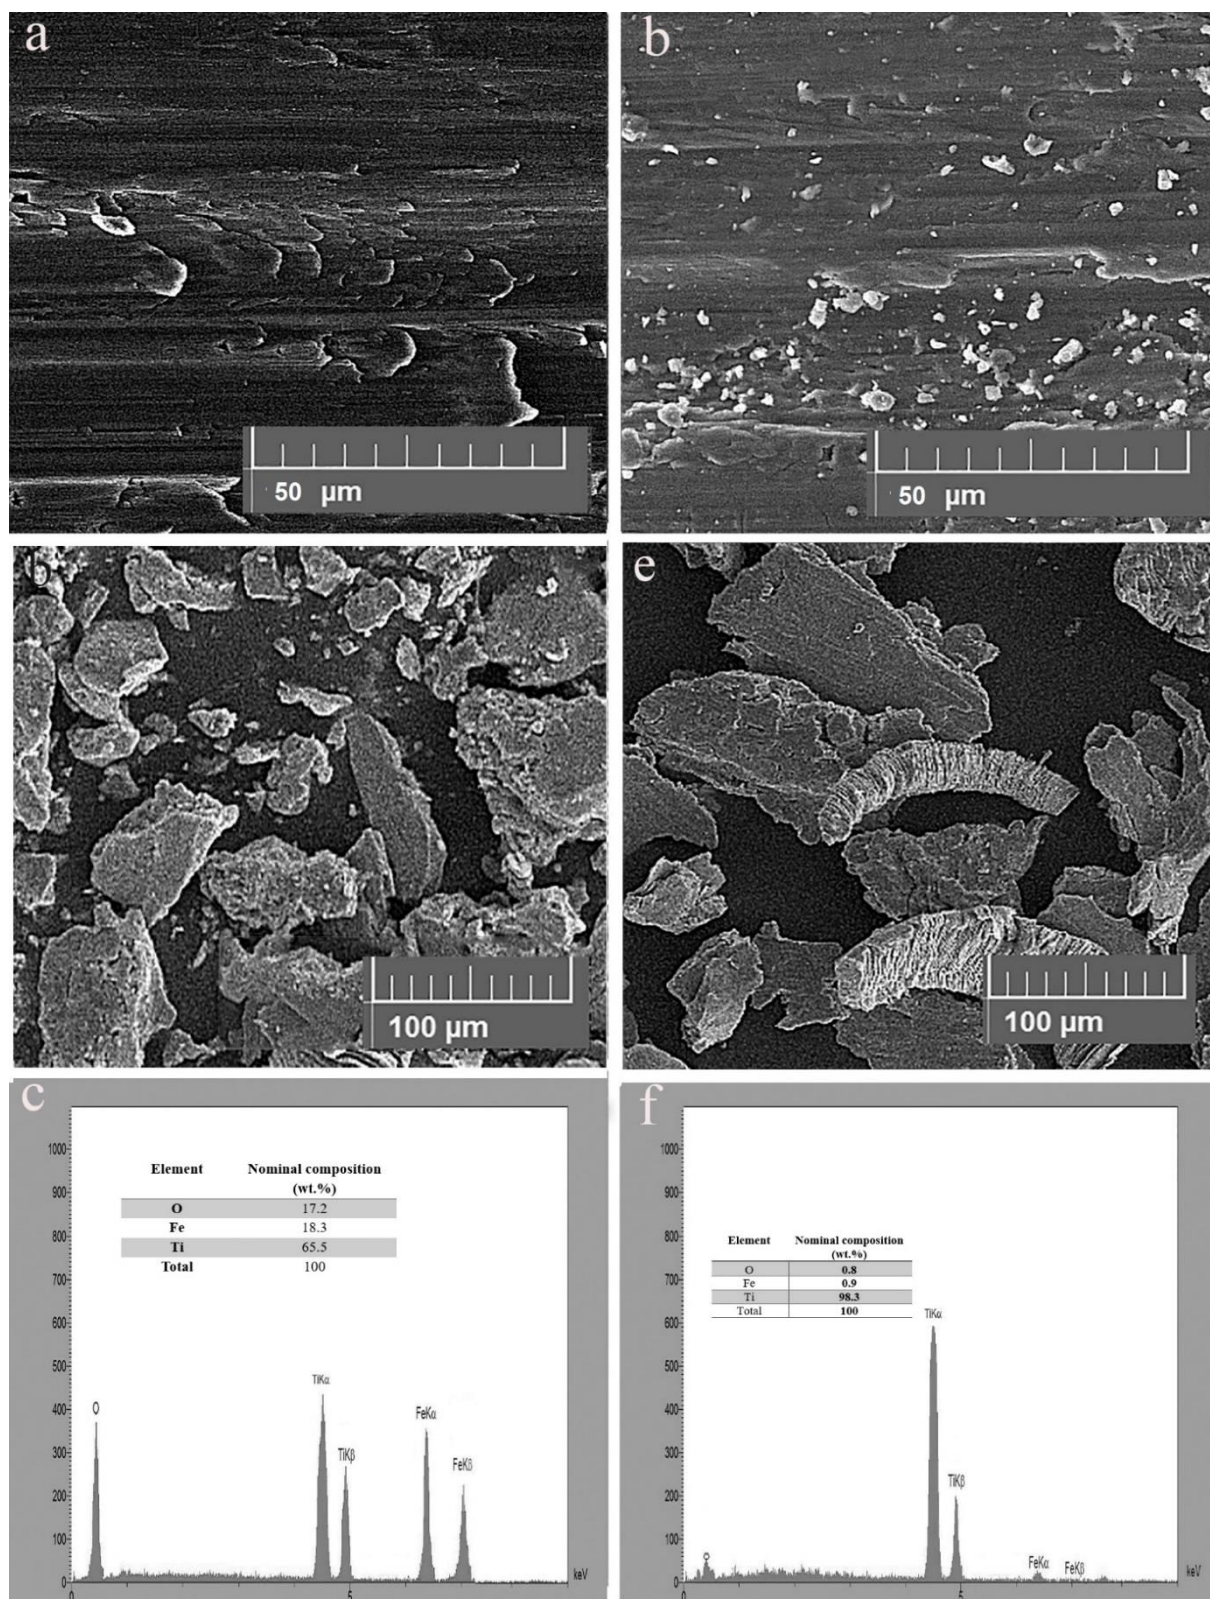 a
b
50 µm
50 µm
b
e
100 µm
100 µm
c
1000
900
800
700
600
500
400
300
200
100
0
Element Nominal composition
(wt.%)
O 17.2
Fe 18.3
Ti 65.5
Total 100
O
TiKα
TiKβ
FeKα
FeKβ
0
5
keV
f
1000
900
800
700
600
500
400
300
200
100
0
Element Nominal composition
(wt.%)
O 0.8
Fe 0.9
Ti 98.3
Total 100
O
TiKα
TiKβ
FeKα
FeKβ
0
5
keV